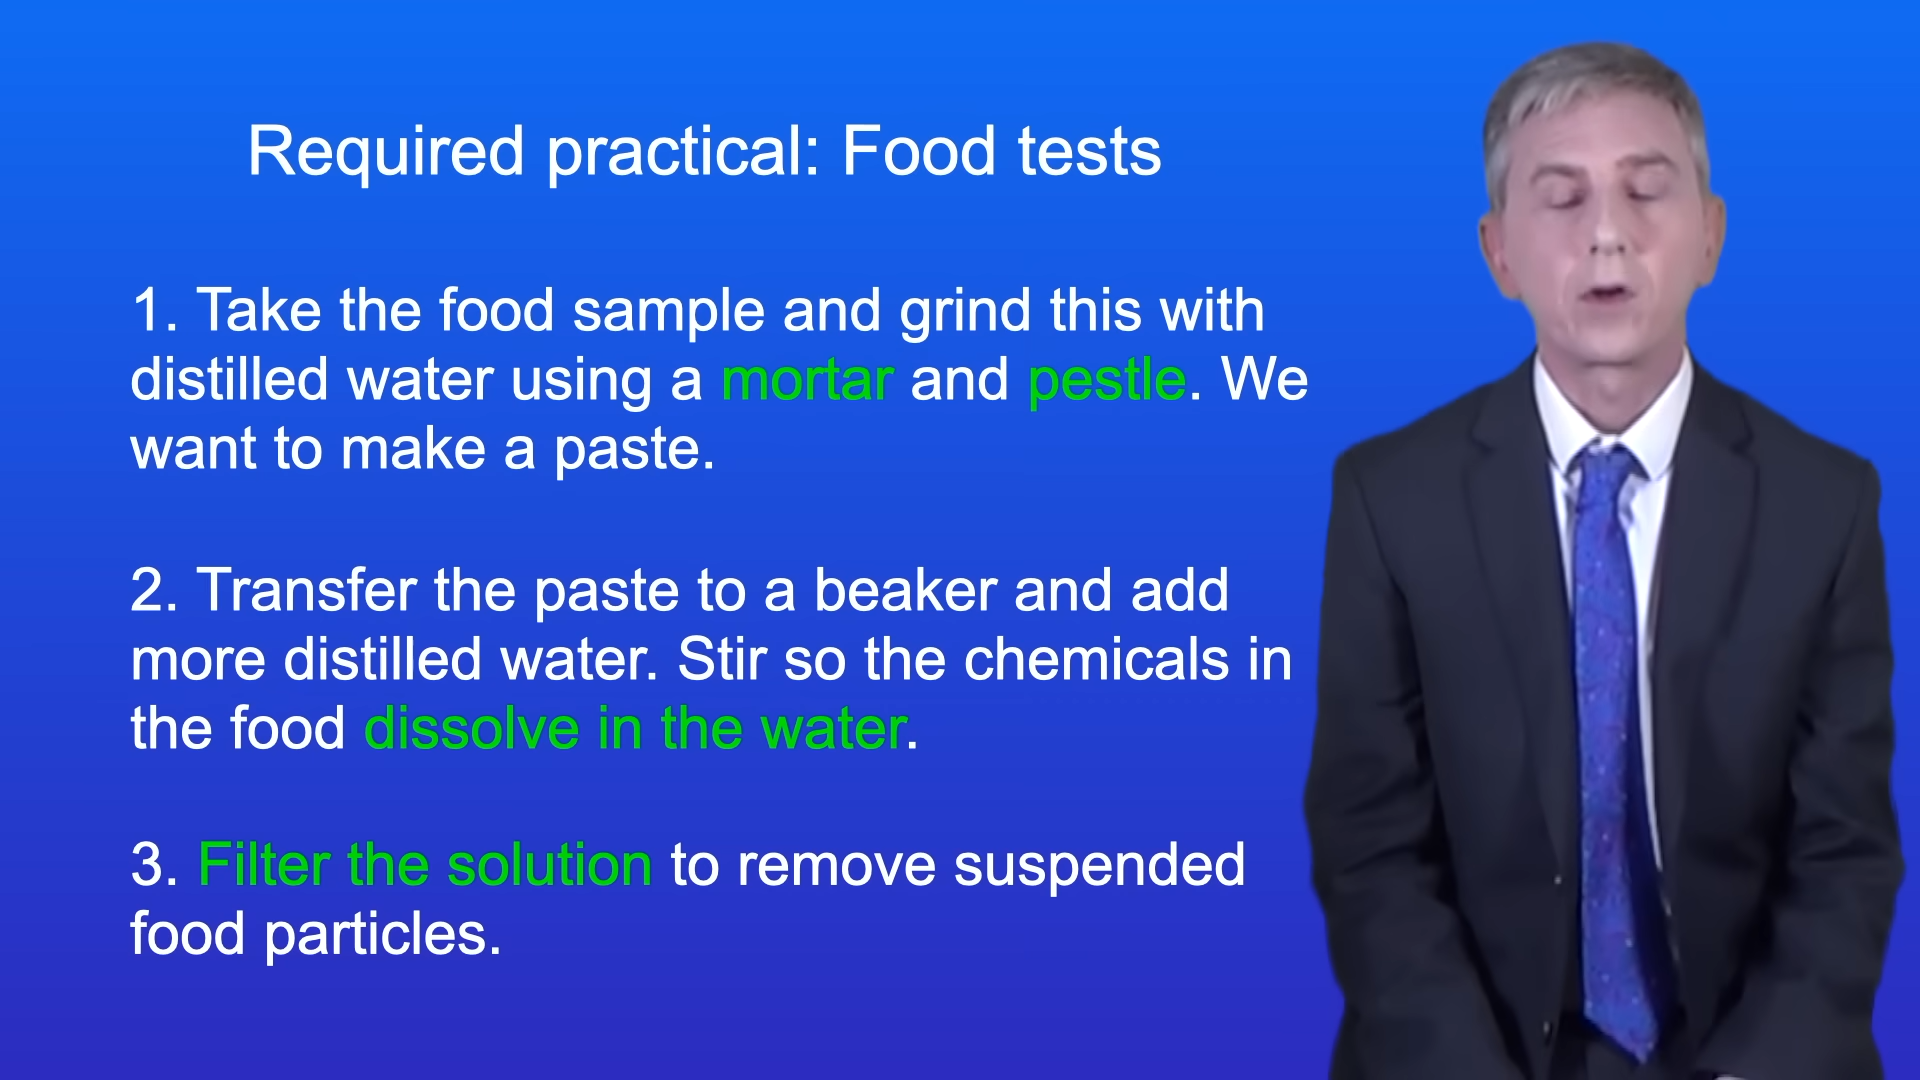 Required practical: Food tests
1. Take the food sample and grind this with
distilled water using a mortar and pestle. We
want to make a paste.
2. Transfer the paste to a beaker and add
more distilled water. Stir so the chemicals in
the food dissolve in the water.
3. Filter the solution to remove suspended
food particles.